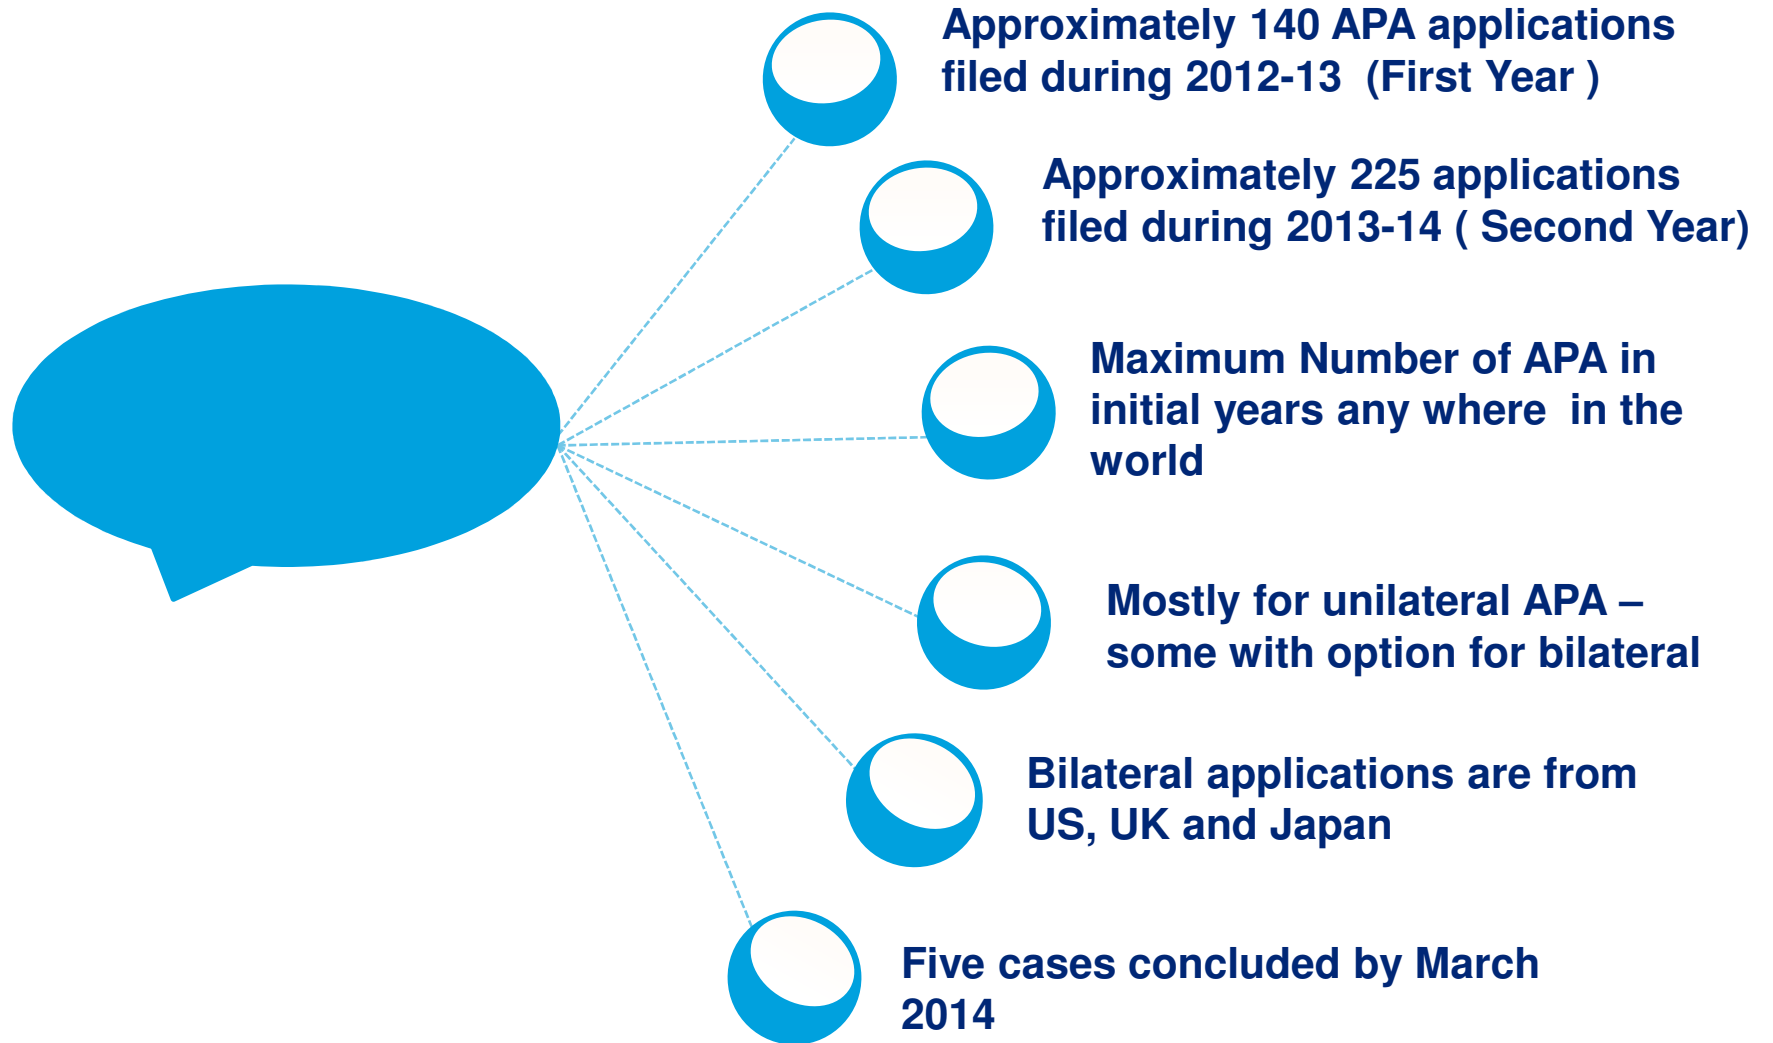 Approximately 140 APA applications
filed during 2012-13  (First Year )
Approximately 225 applications
filed during 2013-14 ( Second Year)
Maximum Number of APA in
initial years any where  in the
world
Mostly for unilateral APA –
some with option for bilateral
Bilateral applications are from
US, UK and Japan
Five cases concluded by March
2014